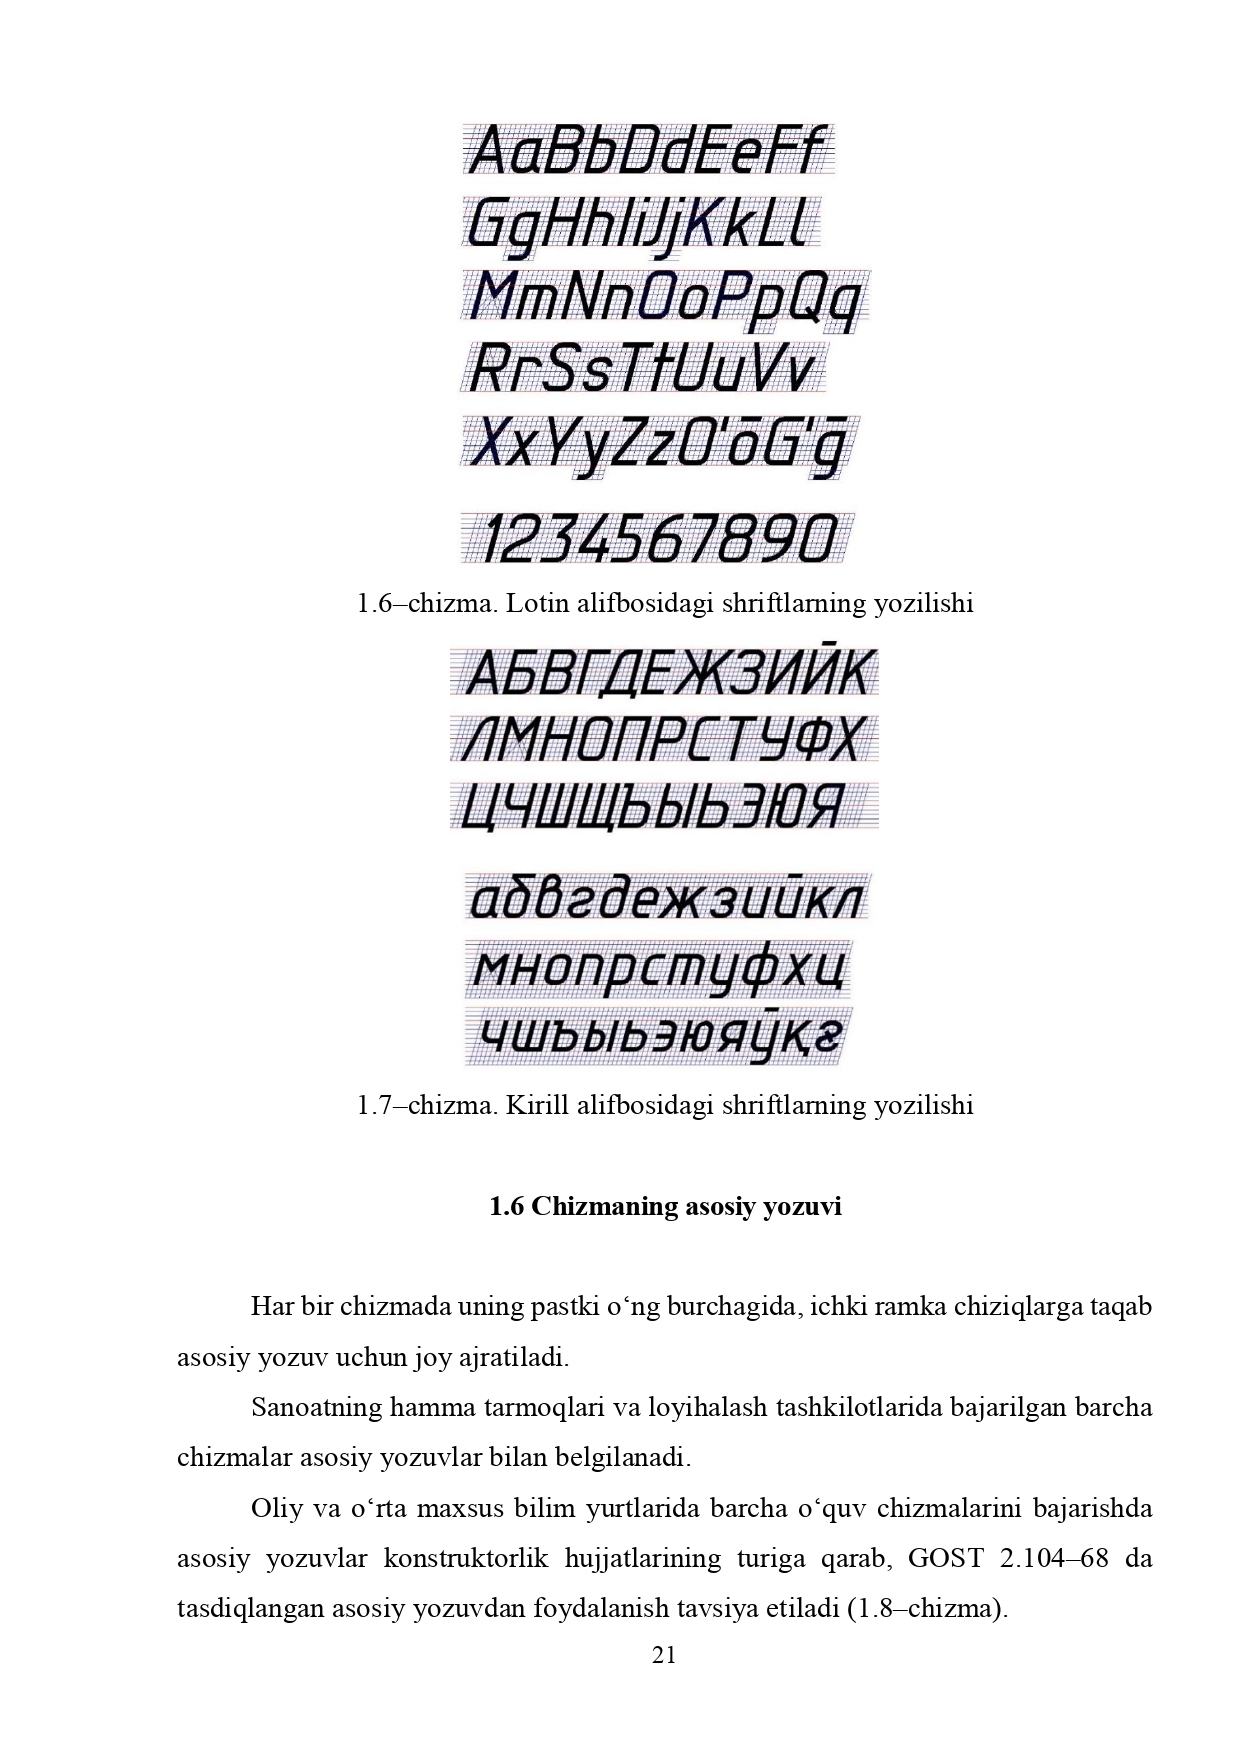 AaBbDdEeFf
GgHhIiJjKkLl
MmNnOoPpQq
RrSsTtUuVv
XxYyZzO'ōG'ḡ
1234567890
1.6–chizma. Lotin alifbosidagi shriftlarning yozilishi
АБВГДЕЖЗИЙК
ЛМНОПРСТУФХ
ЦЧШЩЪЫЬЭЮЯ
абвгдежзийкл
мнопрстуфхц
чшъыьэюяўқғ
1.7–chizma. Kirill alifbosidagi shriftlarning yozilishi
1.6 Chizmaning asosiy yozuvi
Har bir chizmada uning pastki o‘ng burchagida, ichki ramka chiziqlarga taqab
asosiy yozuv uchun joy ajratiladi.
Sanoatning hamma tarmoqlari va loyihalash tashkilotlarida bajarilgan barcha
chizmalar asosiy yozuvlar bilan belgilanadi.
Oliy va o‘rta maxsus bilim yurtlarida barcha o‘quv chizmalarini bajarishda
asosiy yozuvlar konstruktorlik hujjatlarining turiga qarab, GOST 2.104–68 da
tasdiqlangan asosiy yozuvdan foydalanish tavsiya etiladi (1.8–chizma).
21